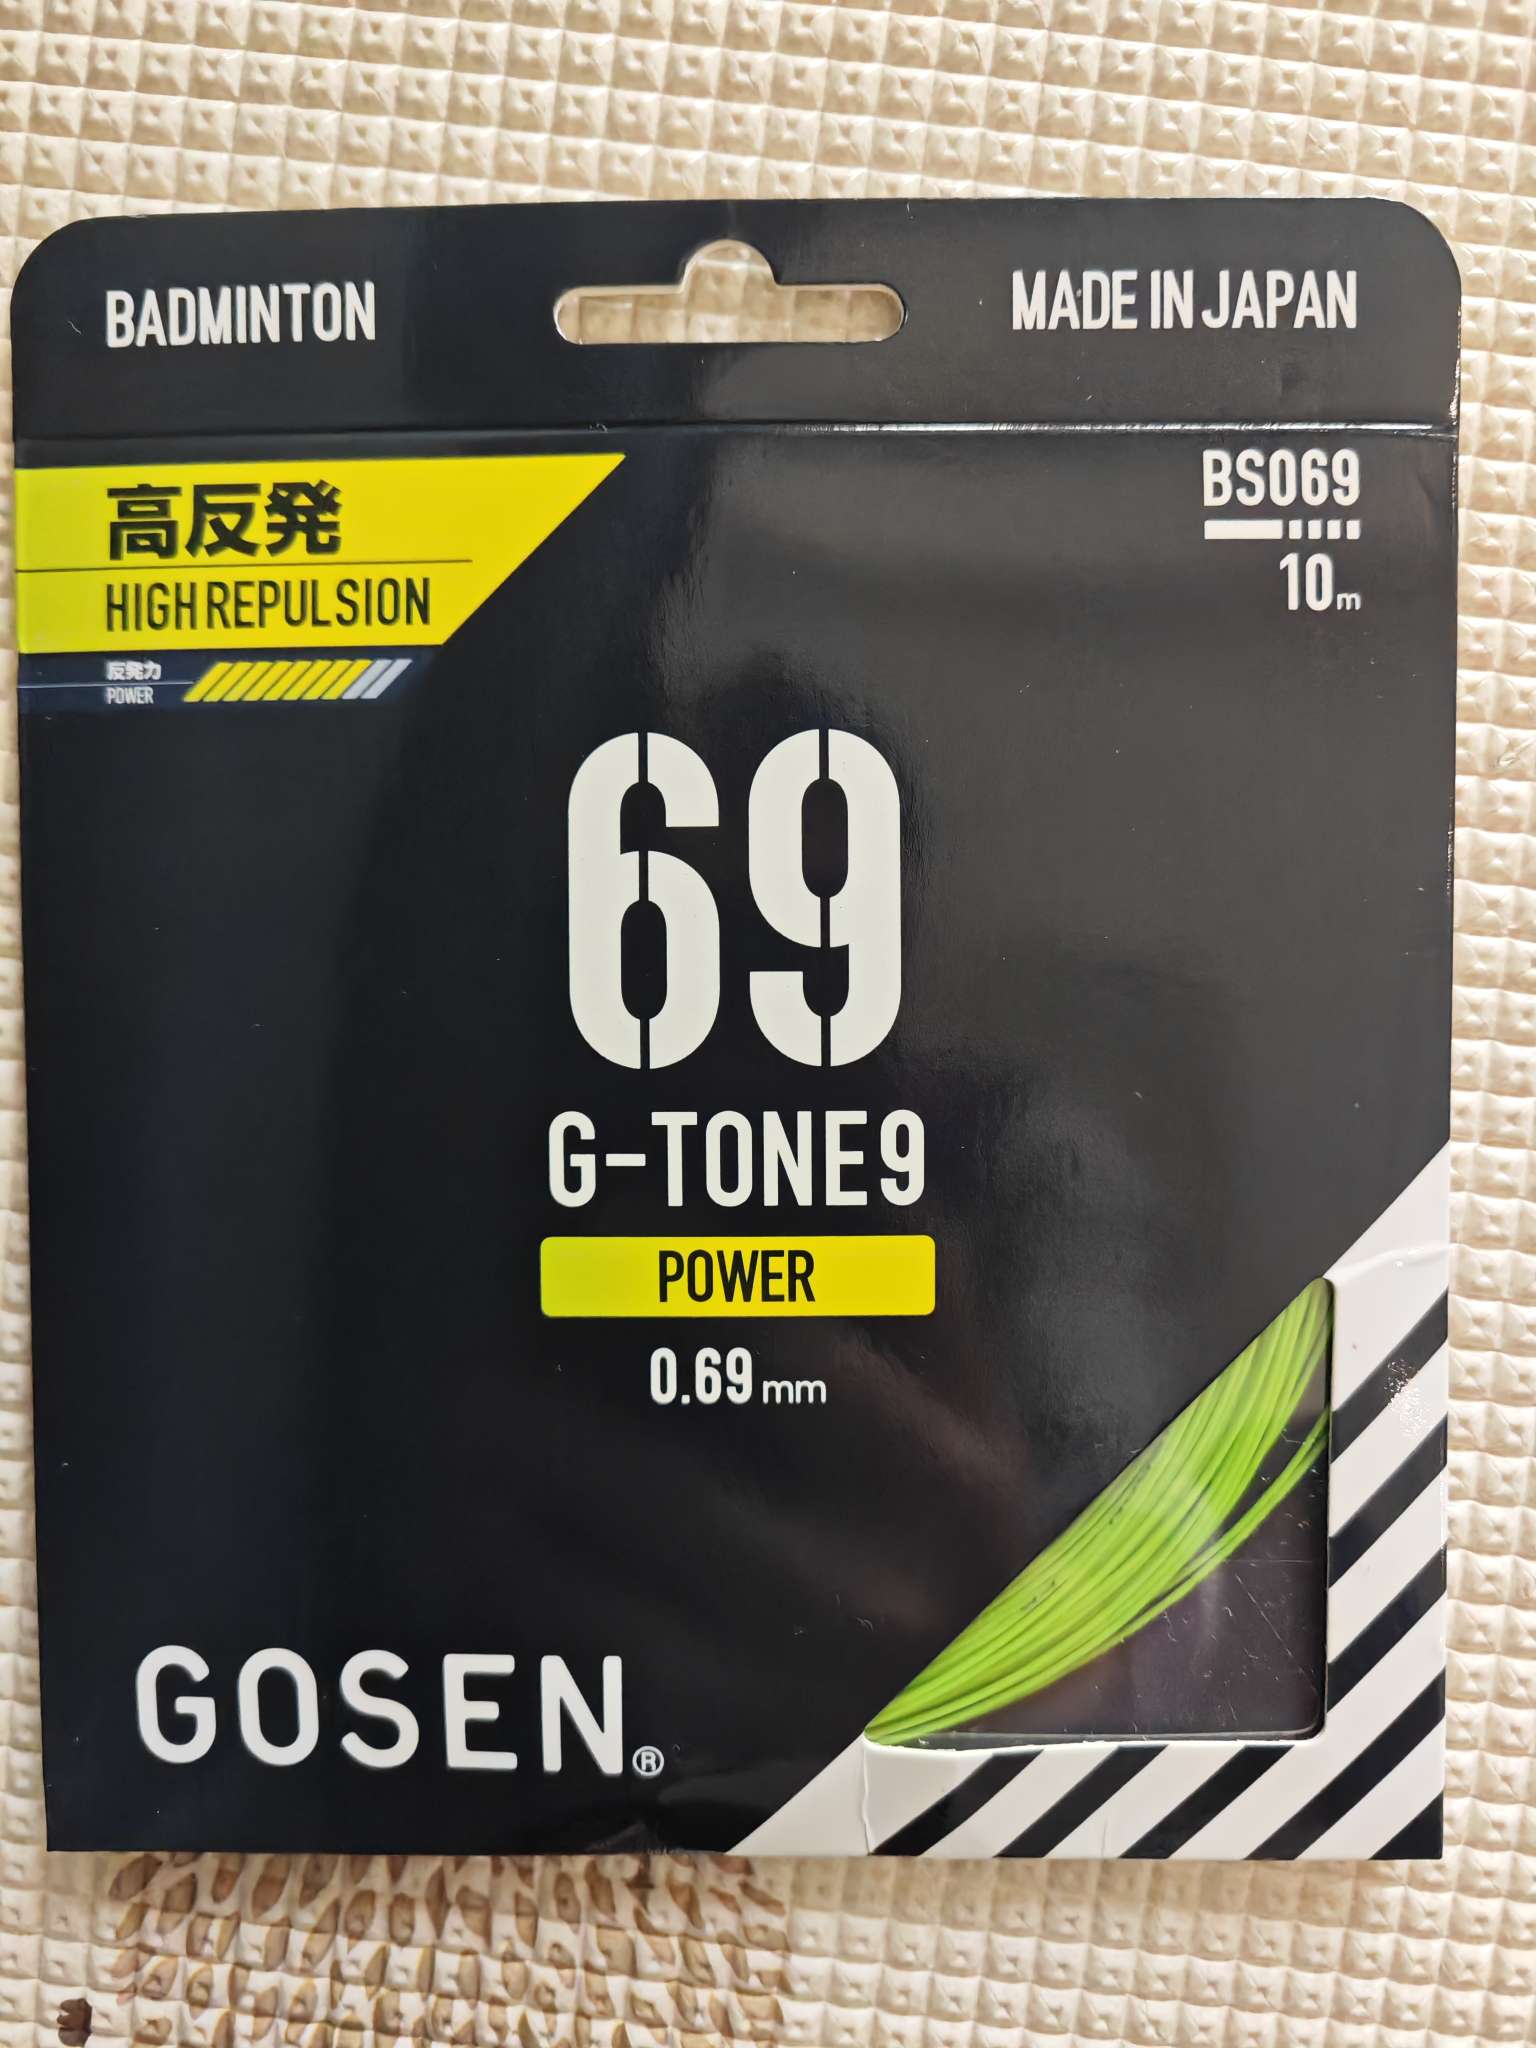 BADMINTON
MADE IN JAPAN
高反発
HIGH REPULSION
反発力
POWER
BS069
10m
69
G-TONE9
POWER
0.69mm
GOSEN®